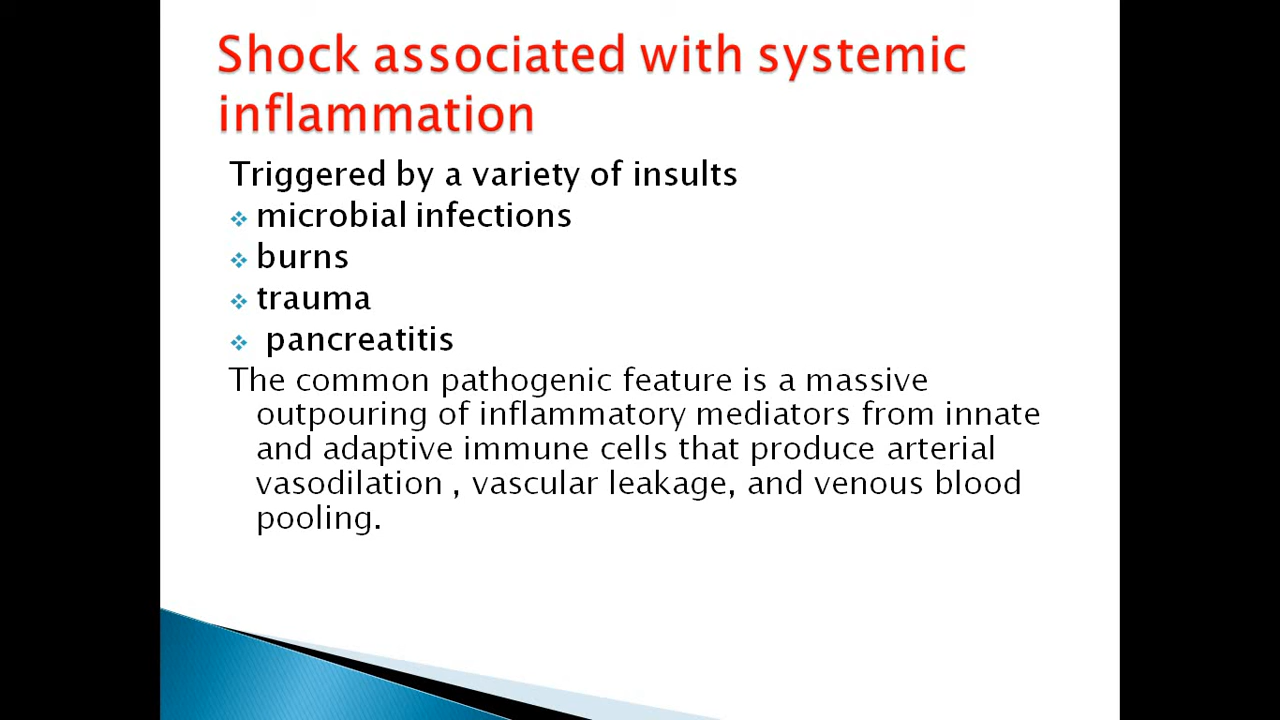 Shock associated with systemic
inflammation
Triggered by a variety of insults
❖ microbial infections
❖ burns
❖ trauma
❖ pancreatitis
The common pathogenic feature is a massive
outpouring of inflammatory mediators from innate
and adaptive immune cells that produce arterial
vasodilation , vascular leakage, and venous blood
pooling.